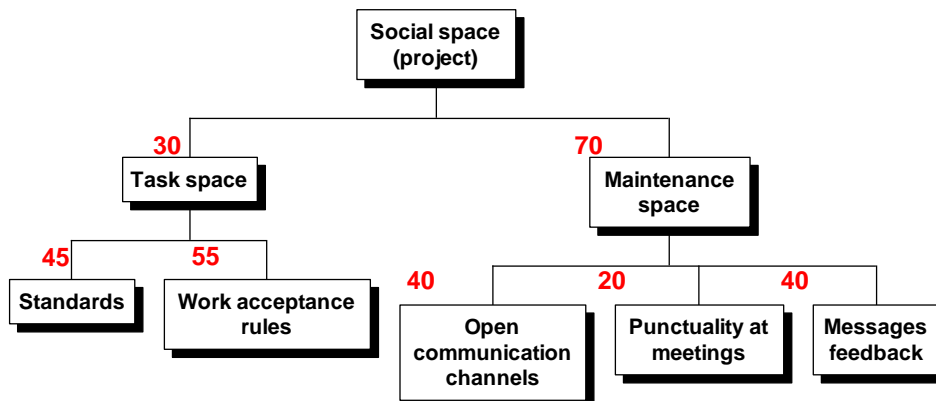 Social space
(project)
30
70
Task space
Maintenance
space
45
55
40
20
40
Standards
Work acceptance
rules
Open
communication
channels
Punctuality at
meetings
Messages
feedback